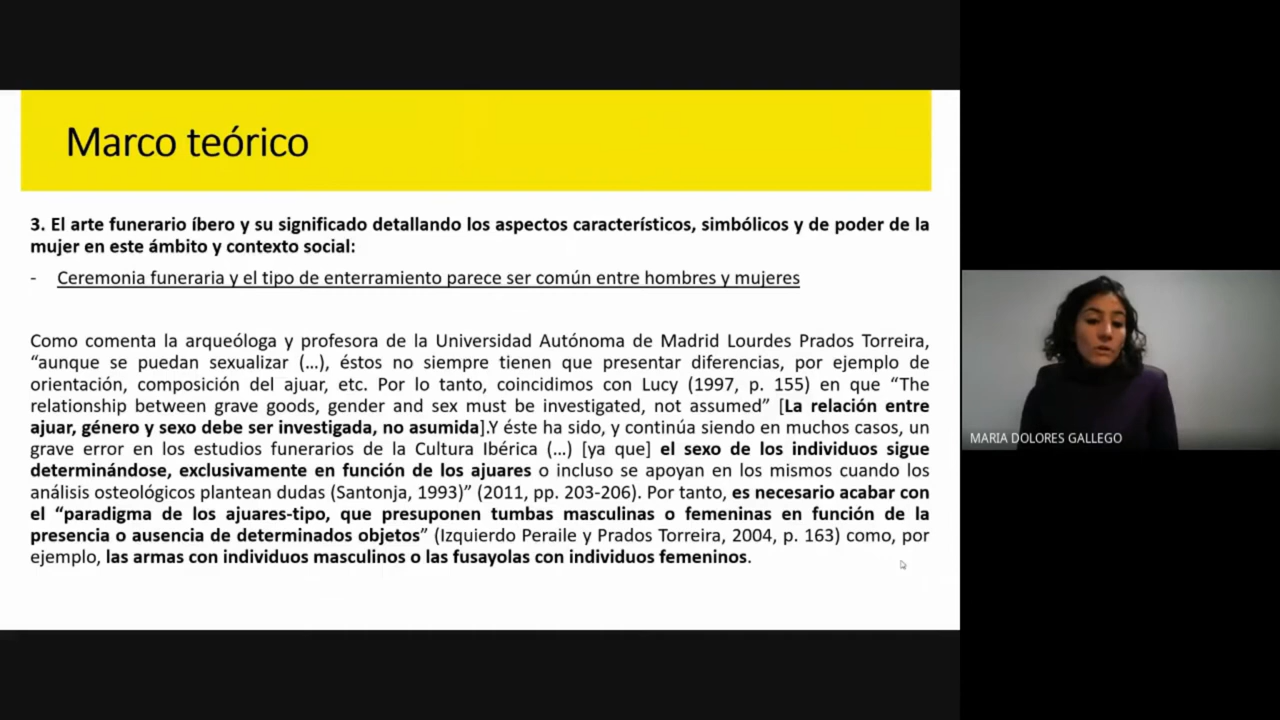 Marco teórico
3. El arte funerario íbero y su significado detallando los aspectos característicos, simbólicos y de poder de la
mujer en este ámbito y contexto social:
- Ceremonia funeraria y el tipo de enterramiento parece ser común entre hombres y mujeres
Como comenta la arqueóloga y profesora de la Universidad Autónoma de Madrid Lourdes Prados Torreira,
“aunque se puedan sexualizar (…), éstos no siempre tienen que presentar diferencias, por ejemplo de
orientación, composición del ajuar, etc. Por lo tanto, coincidimos con Lucy (1997, p. 155) en que “The
relationship between grave goods, gender and sex must be investigated, not assumed” [La relación entre
ajuar, género y sexo debe ser investigada, no asumida].Y éste ha sido, y continúa siendo en muchos casos, un
grave error en los estudios funerarios de la Cultura Ibérica (…) [ya que] el sexo de los individuos sigue
determinándose, exclusivamente en función de los ajuares o incluso se apoyan en los mismos cuando los
análisis osteológicos plantean dudas (Santonja, 1993)” (2011, pp. 203-206). Por tanto, es necesario acabar con
el “paradigma de los ajuares-tipo, que presuponen tumbas masculinas o femeninas en función de la
presencia o ausencia de determinados objetos” (Izquierdo Peraile y Prados Torreira, 2004, p. 163) como, por
ejemplo, las armas con individuos masculinos o las fusayolas con individuos femeninos.
MARIA DOLORES GALLEGO